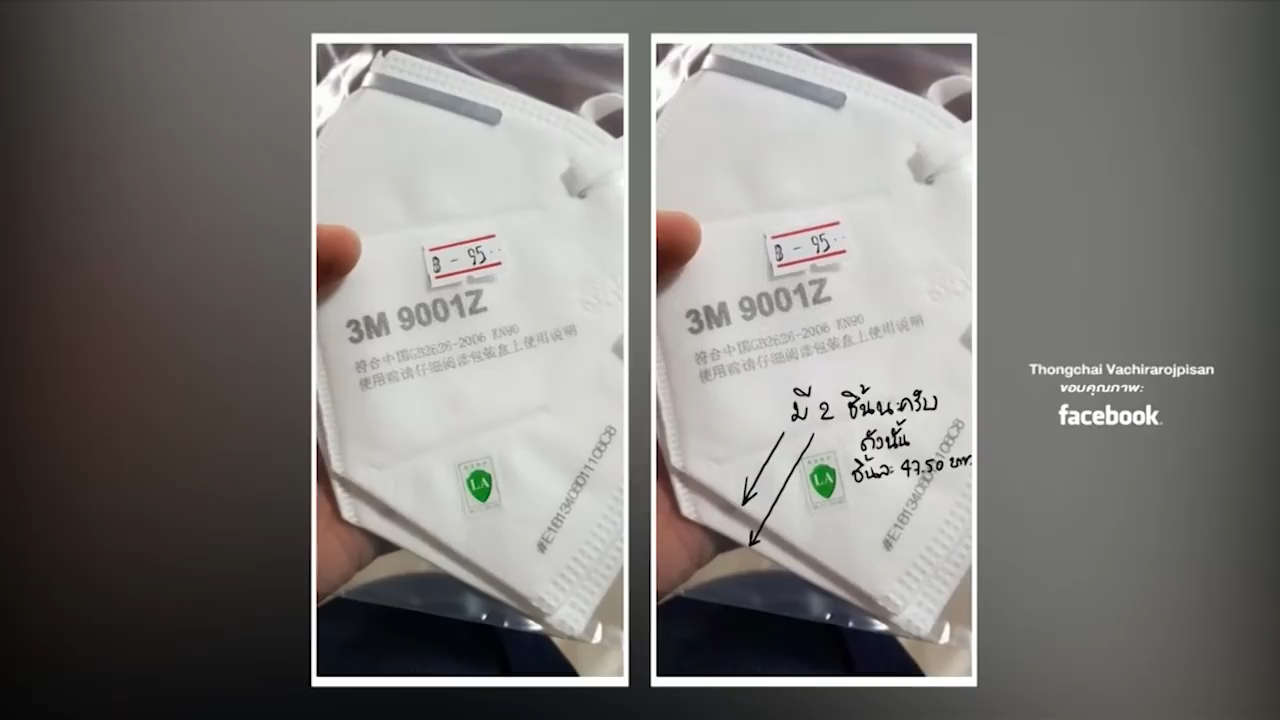 B - 95..
3M 9001Z
符合中国GB2626-2006 KN90
使用前请仔细阅读包装盒上使用说明
LA
#E1B13408011108C8
B - 95..
3M 9001Z
符合中国GB2626-2006 KN90
使用前请仔细阅读包装盒上使用说明
มี 2 ชิ้นนะครับ
ดังนั้น
ชิ้นละ 47.50 บาท
LA
Thongchai Vachirarojpisan
ขอบคุณภาพ:
facebook